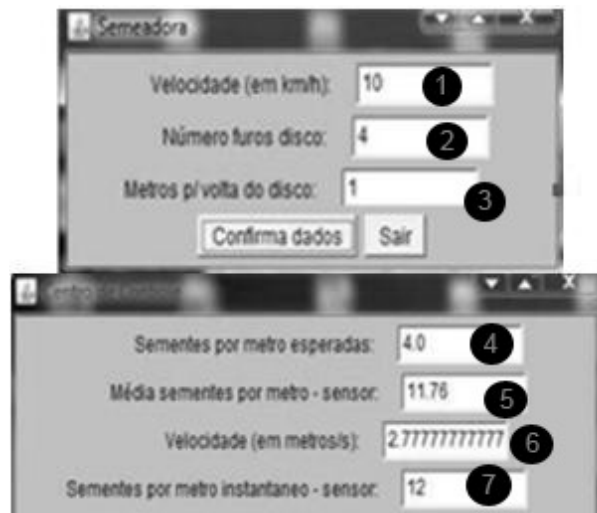 Semeadora
Velocidade (em km/h): 10 1
Número furos disco: 4 2
Metros p/ volta do disco: 1 3
Confirma dados Sair
Sementes por metro esperadas: 4.0 4
Média sementes por metro - sensor: 11.76 5
Velocidade (em metros/s): 2.77777777777 6
Sementes por metro instantaneo - sensor: 12 7